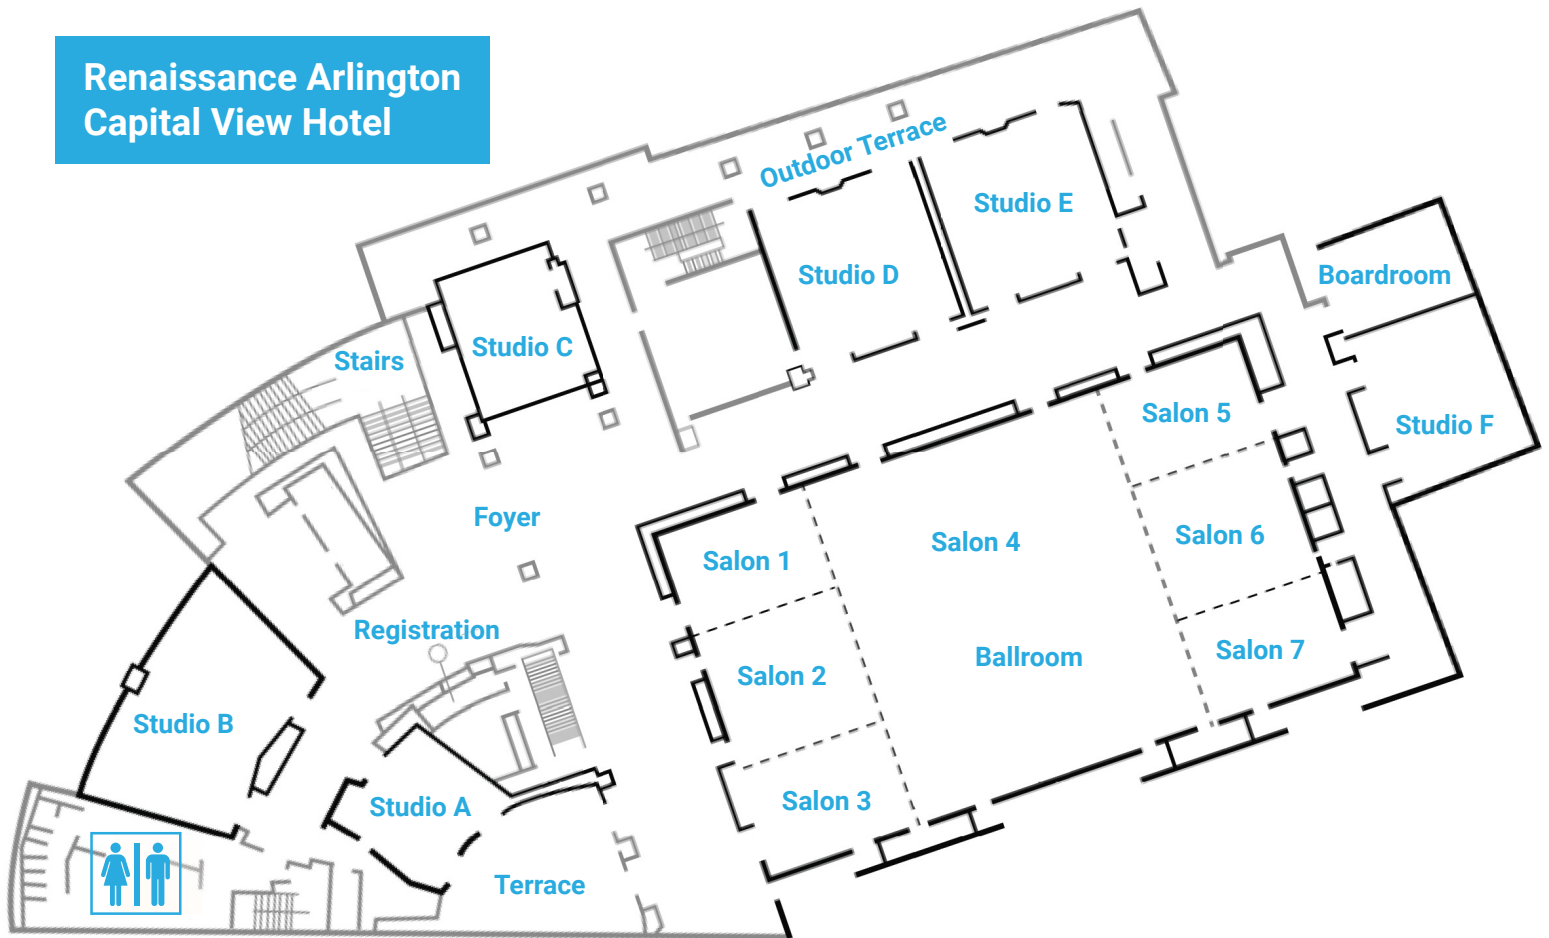 Renaissance Arlington
Capital View Hotel
Outdoor Terrace
Studio E
Studio D
Boardroom
Studio C
Stairs
Salon 5
Studio F
Foyer
Salon 4
Salon 6
Salon 1
Registration
Ballroom
Salon 7
Salon 2
Studio B
Studio A
Salon 3
Terrace